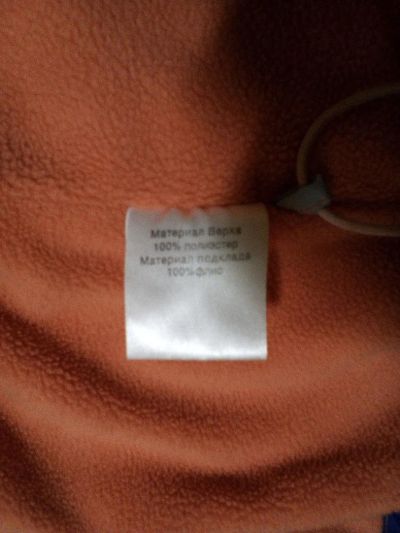 Материал Верха
100% полиэстер
Материал подклада
100%флис